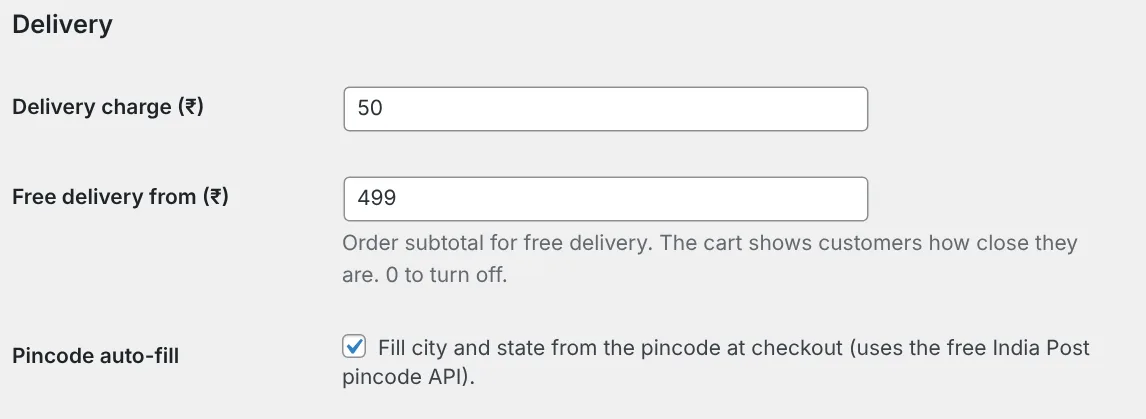 Delivery
Delivery charge (₹)
50
Free delivery from (₹)
499
Order subtotal for free delivery. The cart shows customers how close they
are. 0 to turn off.
Pincode auto-fill
Fill city and state from the pincode at checkout (uses the free India Post
pincode API).